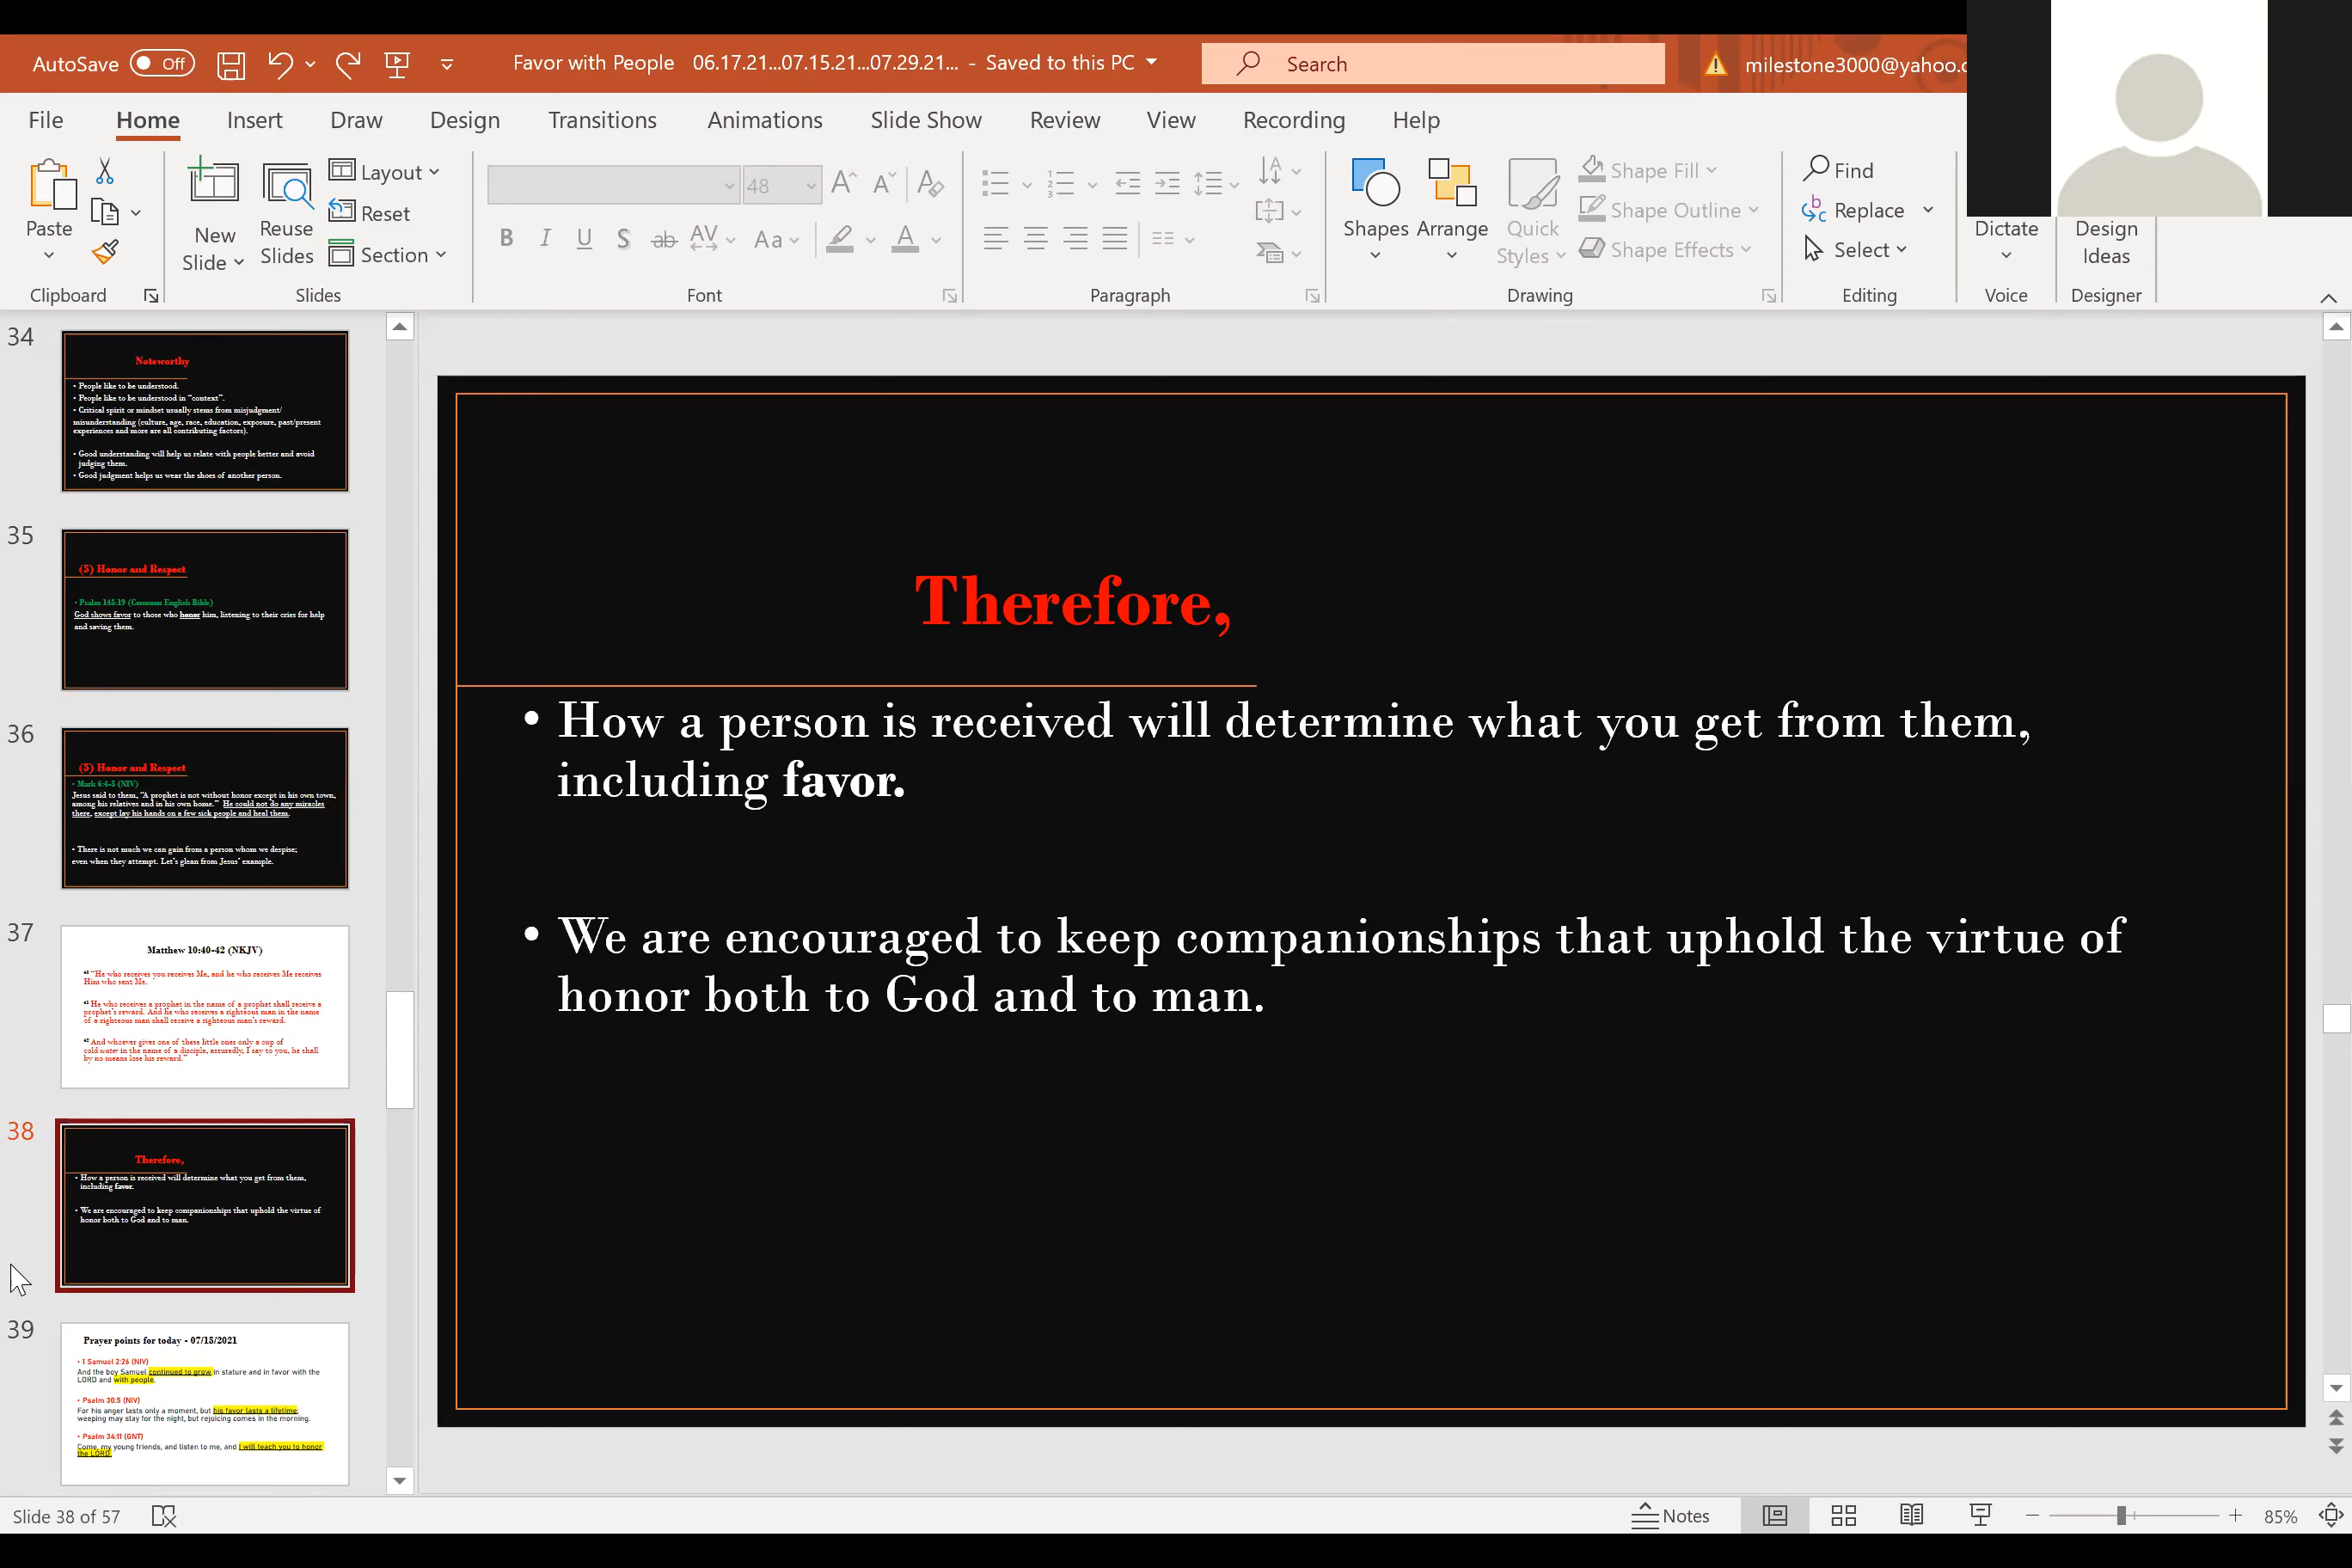 AutoSave Off Favor with People 06.17.21...07.15.21...07.29.21... - Saved to this PC Search milestone3000@yahoo.c
File Home Insert Draw Design Transitions Animations Slide Show Review View Recording Help
Paste
Clipboard
New Slide
Reuse Slides
Layout
Reset
Section
Slides
48
Font
Paragraph
Shapes
Arrange
Quick Styles
Shape Fill
Shape Outline
Shape Effects
Drawing
Find
Replace
Select
Editing
Dictate
Voice
Design Ideas
Designer
34
Noteworthy
• People like to be understood.
• People like to be understood in "context".
• Critical spirit or mindset usually stems from misjudgment/
misunderstanding (culture, age, race, education, exposure, past/present
experiences and more are all contributing factors).
• Good understanding will help us relate with people better and avoid
judging them.
• Good judgment helps us wear the shoes of another person.
35
(5) Honor and Respect
• Psalm 145:19 (Common English Bible)
God shows favor to those who honor him, listening to their cries for help
and saving them.
36
(5) Honor and Respect
• Mark 6:4-5 (NIV)
Jesus said to them, "A prophet is not without honor except in his own town,
among his relatives and in his own home." He could not do any miracles
there, except lay his hands on a few sick people and heal them.
• There is not much we can gain from a person whom we despise;
even when they attempt. Let's glean from Jesus' example.
37
Matthew 10:40-42 (NKJV)
40 "He who receives you receives Me, and he who receives Me receives
Him who sent Me.
41 He who receives a prophet in the name of a prophet shall receive a
prophet's reward. And he who receives a righteous man in the name
of a righteous man shall receive a righteous man's reward.
42 And whoever gives one of these little ones only a cup of
cold water in the name of a disciple, assuredly, I say to you, he shall
by no means lose his reward."
38
Therefore,
• How a person is received will determine what you get from them,
including favor.
• We are encouraged to keep companionships that uphold the virtue of
honor both to God and to man.
39
Prayer points for today - 07/15/2021
• 1 Samuel 2:26 (NIV)
And the boy Samuel continued to grow in stature and in favor with the
LORD and with people.
• Psalm 30:5 (NIV)
For his anger lasts only a moment, but his favor lasts a lifetime;
weeping may stay for the night, but rejoicing comes in the morning.
• Psalm 34:11 (GNT)
Come, my young friends, and listen to me, and I will teach you to honor
the LORD.
Therefore,
• How a person is received will determine what you get from them,
including favor.
• We are encouraged to keep companionships that uphold the virtue of
honor both to God and to man.
Slide 38 of 57
Notes
85%